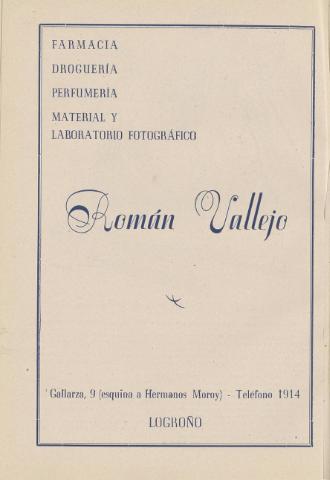 FARMACIA
DROGUERÍA
PERFUMERÍA
MATERIAL Y
LABORATORIO FOTOGRÁFICO
Román Vallejo
Gallarza, 9 (esquina a Hermanos Moroy) - Teléfono 1914
LOGROÑO